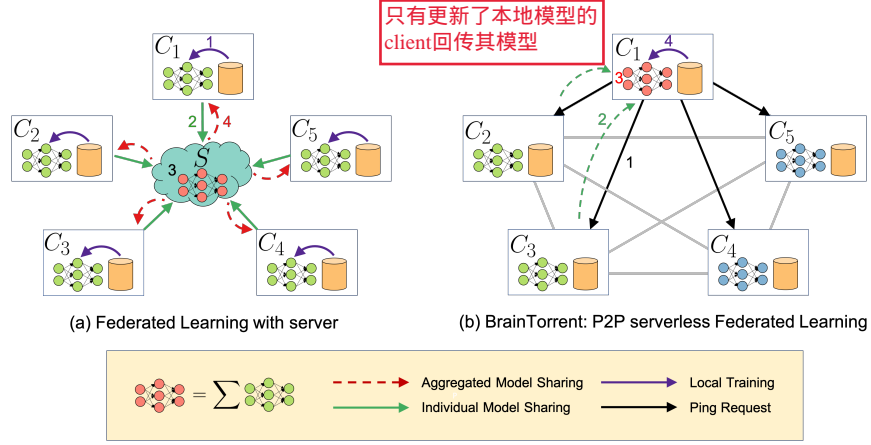 只有更新了本地模型的
client回传其模型
C1
1
C2
2
4
C5
S
3
C3
C4
(a) Federated Learning with server
C1
4
3
C2
2
C5
1
C3
C4
(b) BrainTorrent: P2P serverless Federated Learning
= ∑
Aggregated Model Sharing
Local Training
Individual Model Sharing
Ping Request